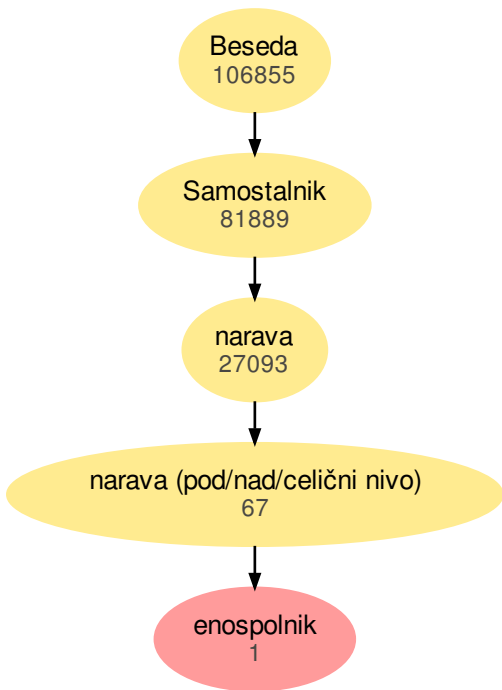 Beseda
106855
Samostalnik
81889
narava
27093
narava (pod/nad/celični nivo)
67
enospolnik
1